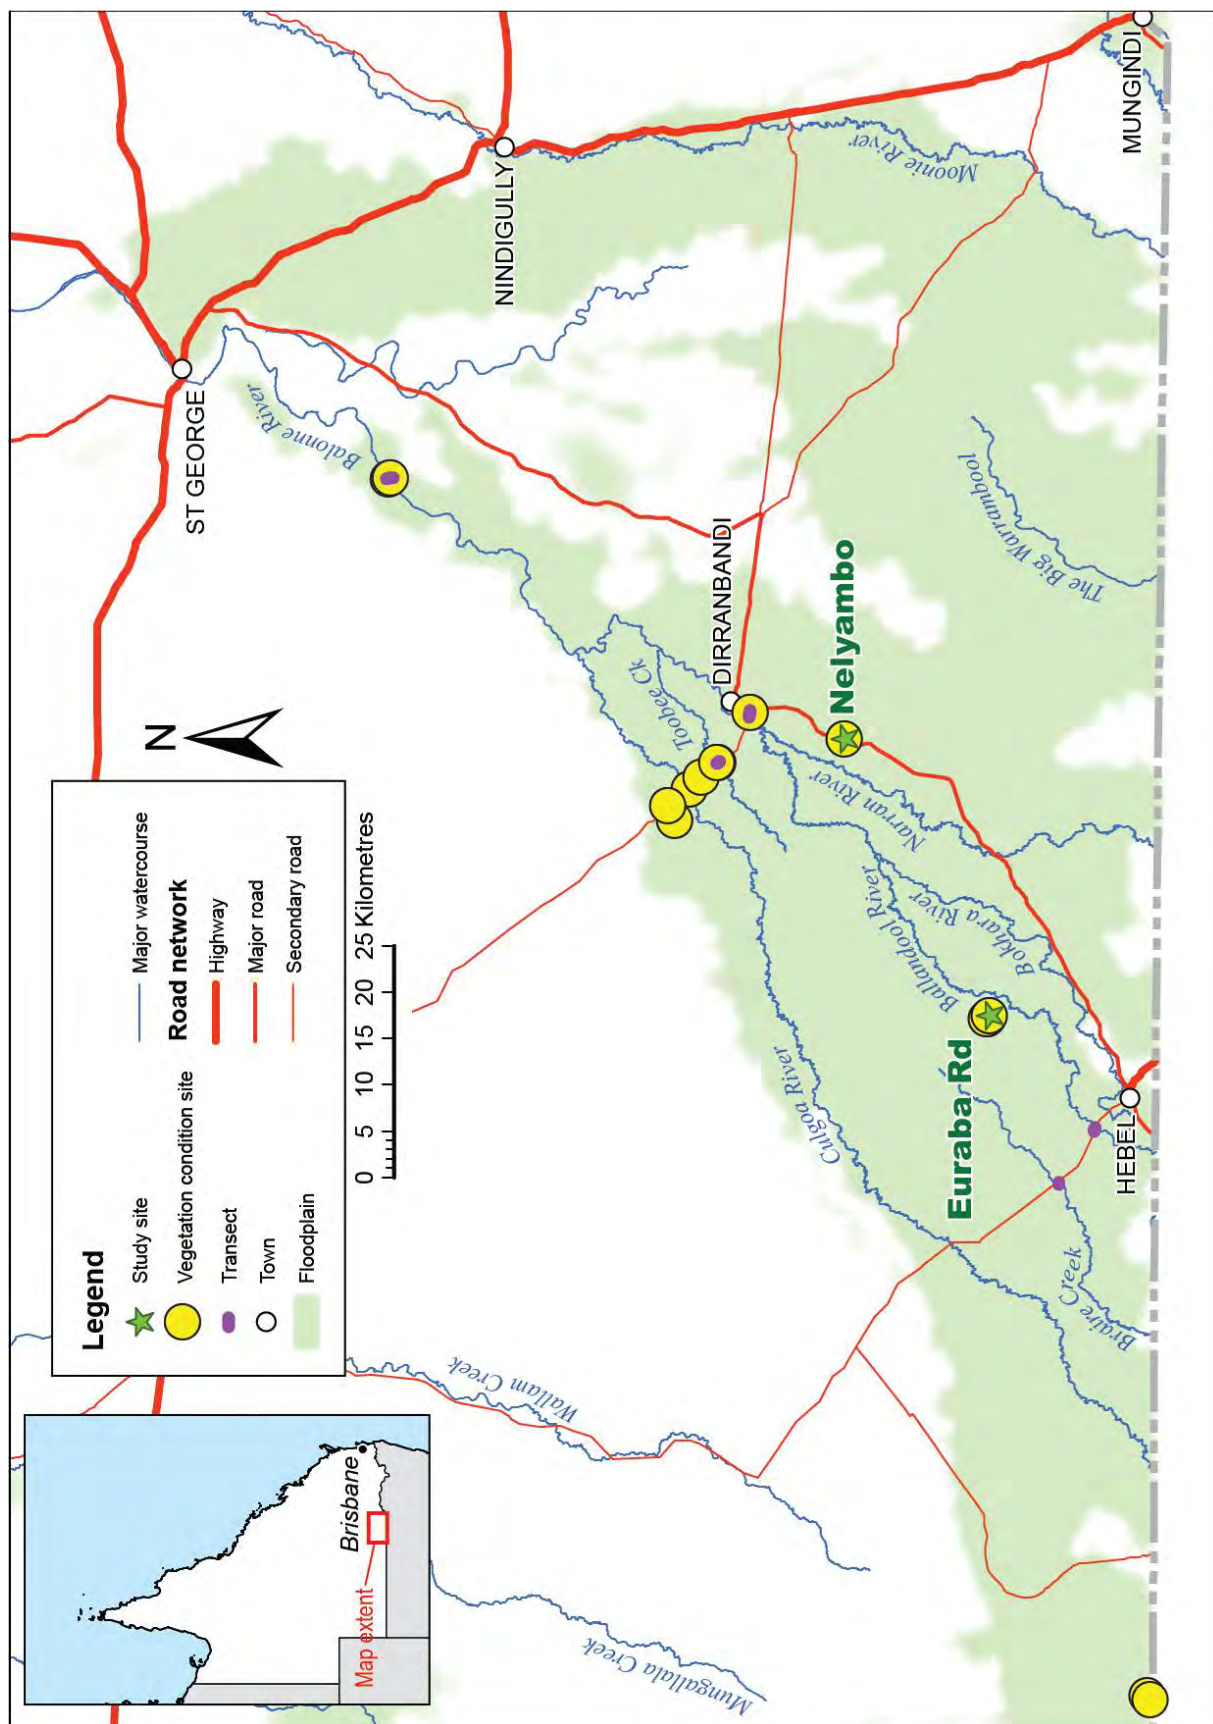 Brisbane
Map extent
Legend
Study site
Vegetation condition site
Transect
Town
Floodplain
Major watercourse
Road network
Highway
Major road
Secondary road
0 5 10 15 20 25 Kilometres
N
ST GEORGE
NINDIGULLY
MUNGINDI
DIRRANBANDI
HEBEL
Nelyambo
Euraba Rd
Balonne River
Moonie River
Toobee Ck
Narran River
Bokhara River
Ballandool River
Culgoa River
Braire Creek
Wallam Creek
Mungallala Creek
The Big Warrambool